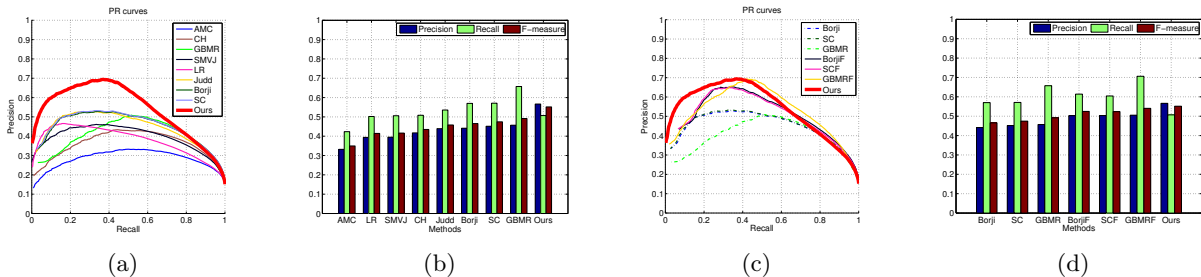 PR curves
Precision
1
0.9
0.8
0.7
0.6
0.5
0.4
0.3
0.2
0.1
0
0 0.2 0.4 0.6 0.8 1
Recall
AMC
CH
GBMR
SMVJ
LR
Judd
Borji
SC
Ours
(a)
Precision Recall F-measure
1
0.9
0.8
0.7
0.6
0.5
0.4
0.3
0.2
0.1
0
AMC LR SMVJ CH Judd Borji SC GBMR Ours
Methods
(b)
PR curves
Precision
1
0.9
0.8
0.7
0.6
0.5
0.4
0.3
0.2
0.1
0
0 0.2 0.4 0.6 0.8 1
Recall
Borji
SC
GBMR
BorjiF
SCF
GBMRF
Ours
(c)
Precision Recall F-measure
1
0.9
0.8
0.7
0.6
0.5
0.4
0.3
0.2
0.1
0
Borji SC GBMR BorjiF SCF GBMRF Ours
Methods
(d)